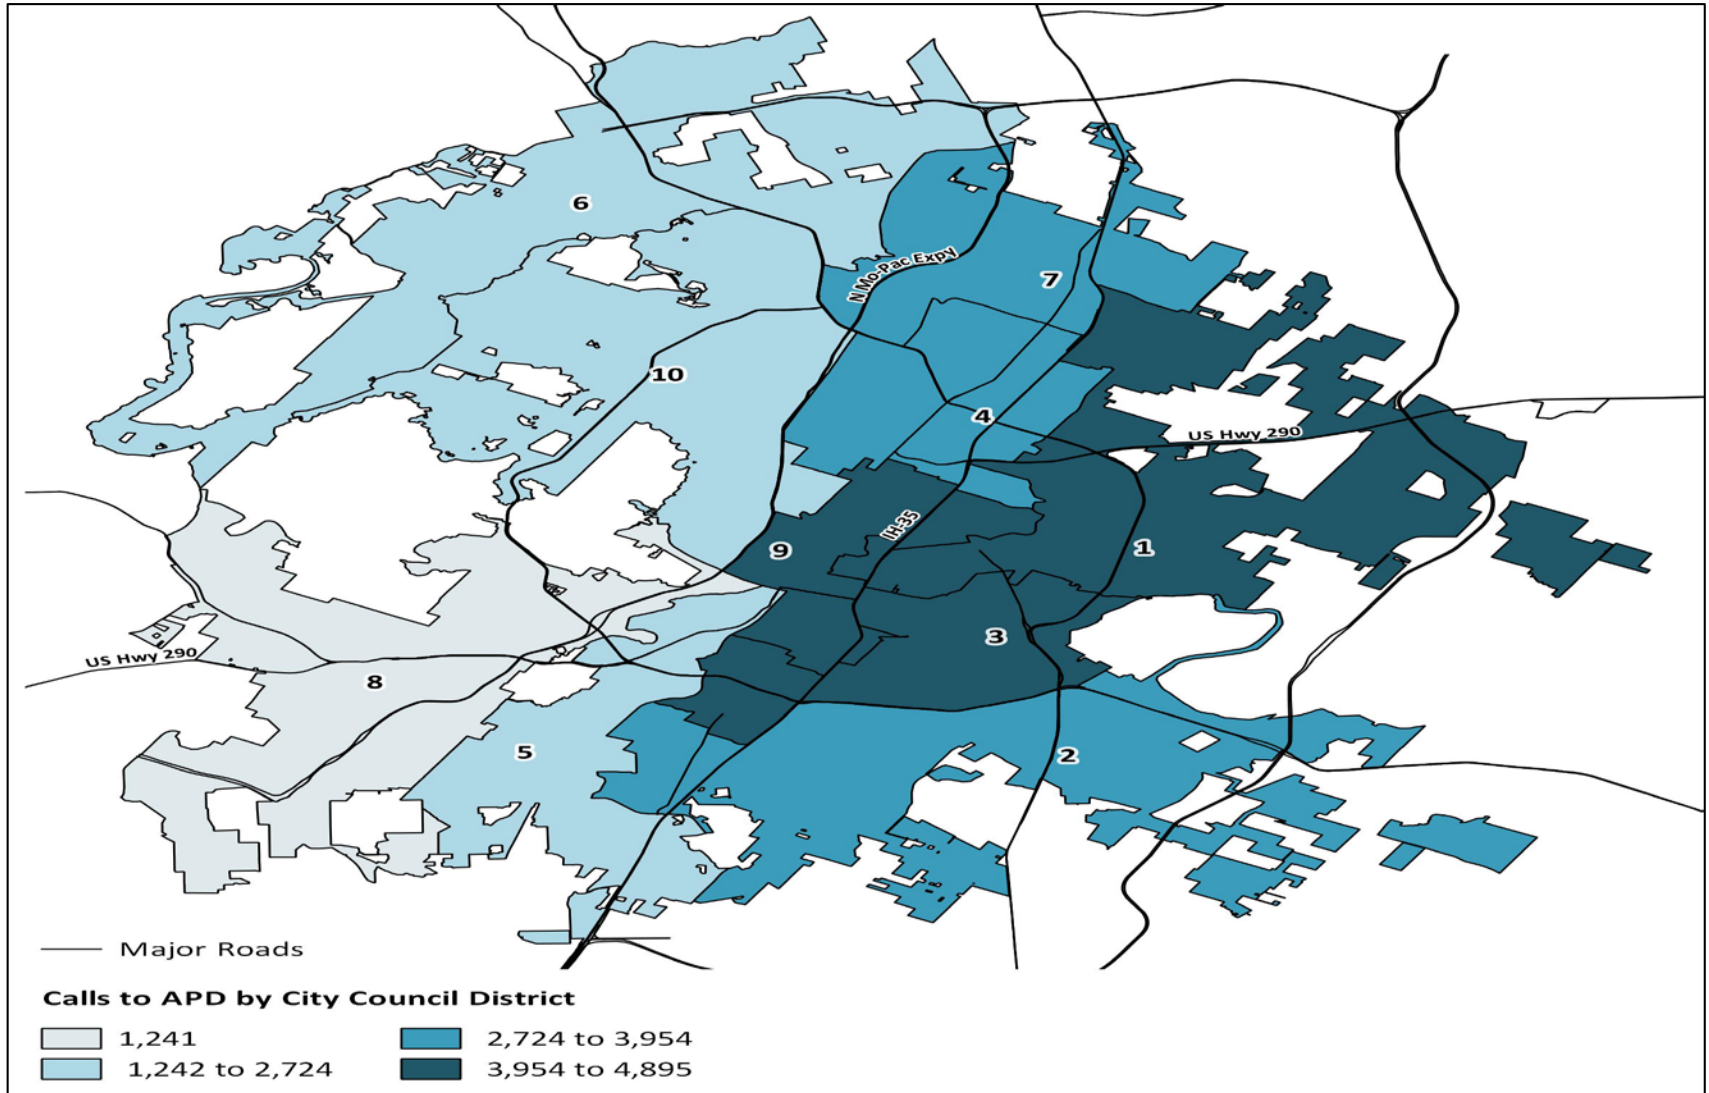 6
N Mo-Pac Expy
7
10
4
US Hwy 290
IH-35
9
1
3
US Hwy 290
8
5
2
Major Roads
Calls to APD by City Council District
1,241
2,724 to 3,954
1,242 to 2,724
3,954 to 4,895